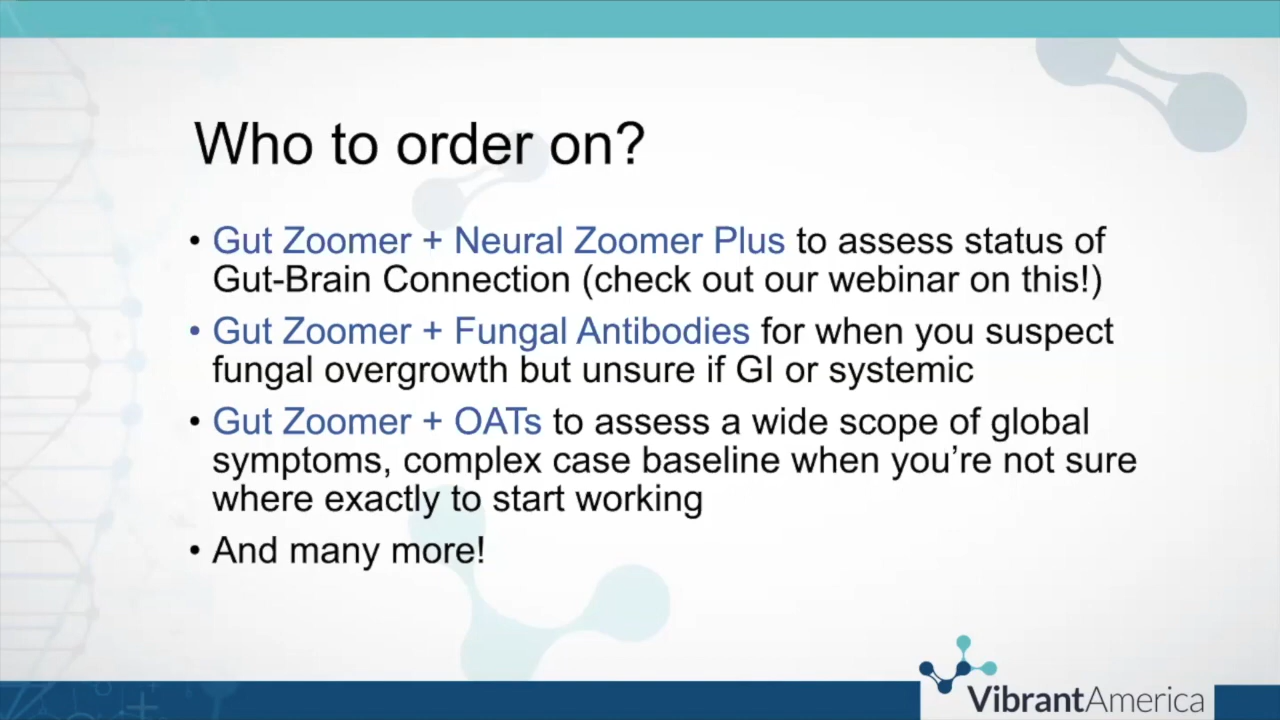 Who to order on?
• Gut Zoomer + Neural Zoomer Plus to assess status of
Gut-Brain Connection (check out our webinar on this!)
• Gut Zoomer + Fungal Antibodies for when you suspect
fungal overgrowth but unsure if GI or systemic
• Gut Zoomer + OATs to assess a wide scope of global
symptoms, complex case baseline when you’re not sure
where exactly to start working
• And many more!
VibrantAmerica